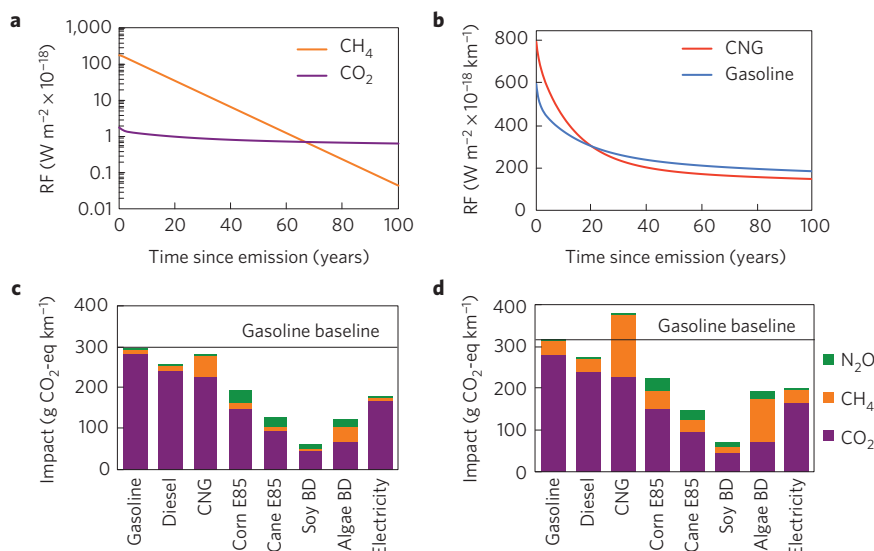 a
1,000
100
10
1
0.1
0.01
RF (W m⁻² × 10⁻¹⁸)
CH₄
CO₂
0 20 40 60 80 100
Time since emission (years)
b
800
600
400
200
0
RF (W m⁻² × 10⁻¹⁸ km⁻¹)
CNG
Gasoline
0 20 40 60 80 100
Time since emission (years)
c
400
300
200
100
0
Impact (g CO₂-eq km⁻¹)
Gasoline baseline
Gasoline
Diesel
CNG
Corn E85
Cane E85
Soy BD
Algae BD
Electricity
d
400
300
200
100
0
Impact (g CO₂-eq km⁻¹)
Gasoline baseline
Gasoline
Diesel
CNG
Corn E85
Cane E85
Soy BD
Algae BD
Electricity
N₂O
CH₄
CO₂